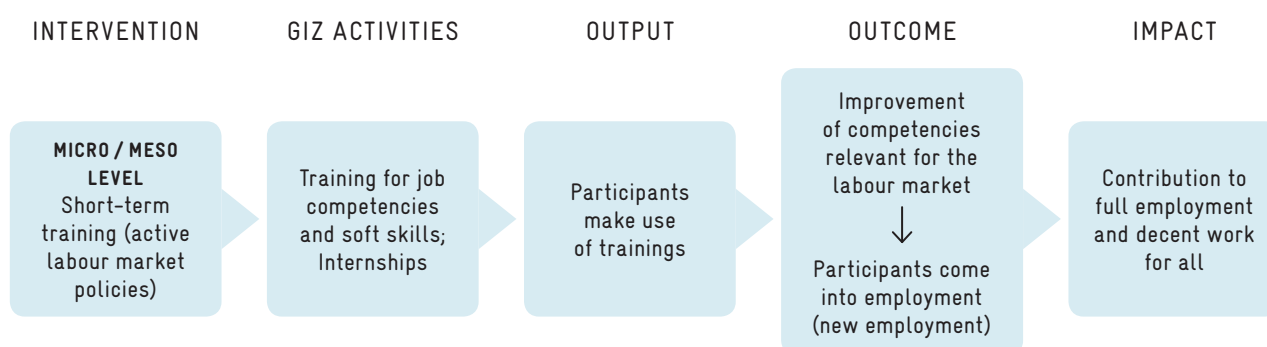 INTERVENTION
GIZ ACTIVITIES
OUTPUT
OUTCOME
IMPACT
MICRO / MESO
LEVEL
Short-term
training (active
labour market
policies)
Training for job
competencies
and soft skills;
Internships
Participants
make use
of trainings
Improvement
of competencies
relevant for the
labour market
Participants come
into employment
(new employment)
Contribution to
full employment
and decent work
for all